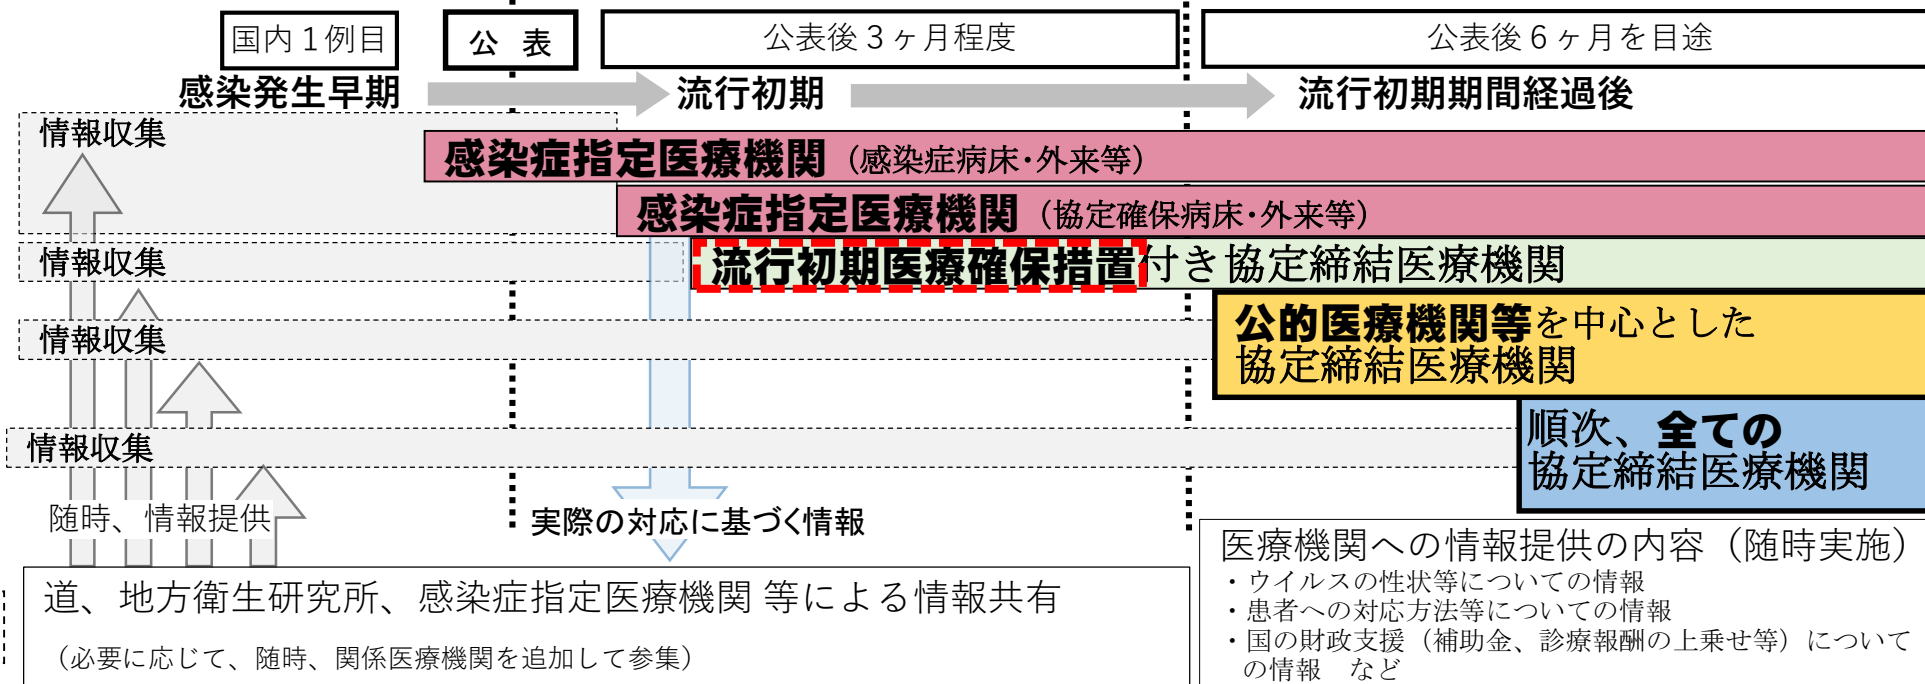 国内1例目
公 表
公表後3ヶ月程度
公表後6ヶ月を目途
感染発生早期
流行初期
流行初期期間経過後
情報収集
感染症指定医療機関（感染症病床・外来等）
感染症指定医療機関（協定確保病床・外来等）
情報収集
流行初期医療確保措置付き協定締結医療機関
情報収集
公的医療機関等を中心とした
協定締結医療機関
情報収集
順次、全ての
協定締結医療機関
随時、情報提供
実際の対応に基づく情報
道、地方衛生研究所、感染症指定医療機関 等による情報共有
（必要に応じて、随時、関係医療機関を追加して参集）
医療機関への情報提供の内容（随時実施）
・ウイルスの性状等についての情報
・患者への対応方法等についての情報
・国の財政支援（補助金、診療報酬の上乗せ等）について
の情報　など